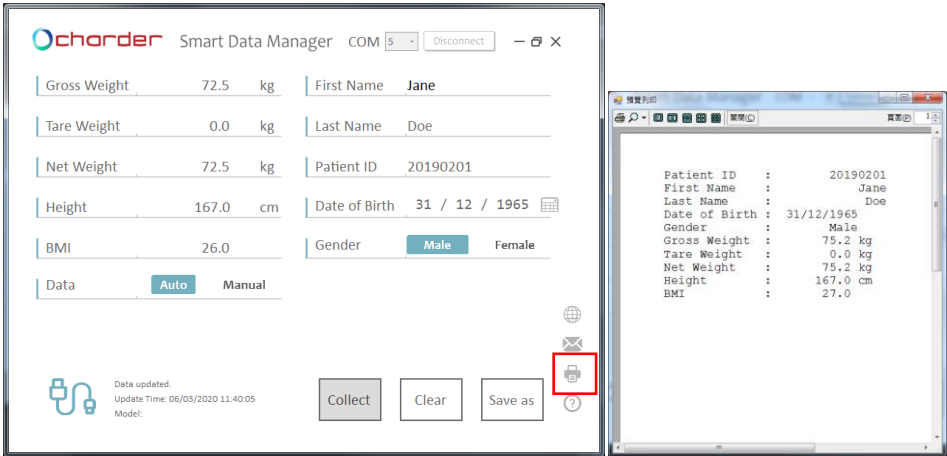 charder Smart Data Manager COM 5 Disconnect
Gross Weight 72.5 kg First Name Jane
Tare Weight 0.0 kg Last Name Doe
Net Weight 72.5 kg Patient ID 20190201
Height 167.0 cm Date of Birth 31 / 12 / 1965
BMI 26.0 Gender Male Female
Data Auto Manual
Data updated.
Update Time: 06/03/2020 11:40:05
Model:
Collect Clear Save as
?
預覽列印
關閉(C) 頁面(P) 1
Patient ID : 20190201
First Name : Jane
Last Name : Doe
Date of Birth : 31/12/1965
Gender : Male
Gross Weight : 75.2 kg
Tare Weight : 0.0 kg
Net Weight : 75.2 kg
Height : 167.0 cm
BMI : 27.0